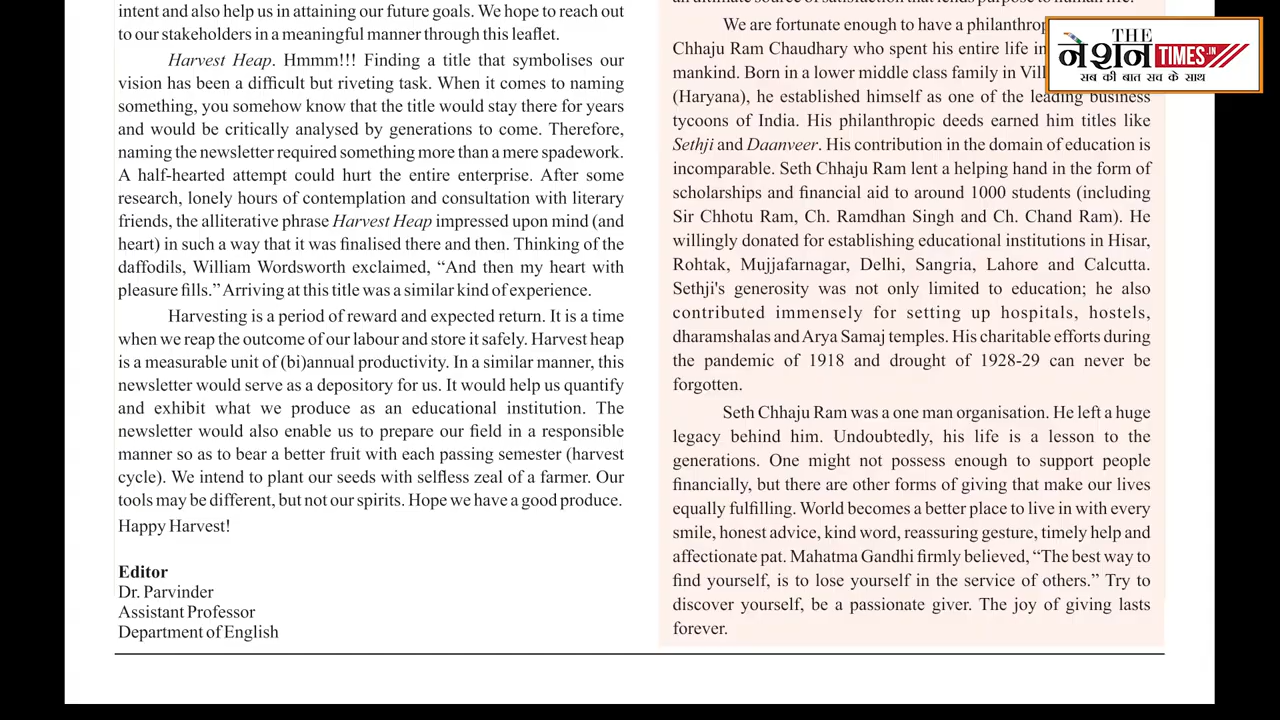 intent and also help us in attaining our future goals. We hope to reach out
to our stakeholders in a meaningful manner through this leaflet.
Harvest Heap. Hmmm!!! Finding a title that symbolises our
vision has been a difficult but riveting task. When it comes to naming
something, you somehow know that the title would stay there for years
and would be critically analysed by generations to come. Therefore,
naming the newsletter required something more than a mere spadework.
A half-hearted attempt could hurt the entire enterprise. After some
research, lonely hours of contemplation and consultation with literary
friends, the alliterative phrase Harvest Heap impressed upon mind (and
heart) in such a way that it was finalised there and then. Thinking of the
daffodils, William Wordsworth exclaimed, “And then my heart with
pleasure fills.” Arriving at this title was a similar kind of experience.
Harvesting is a period of reward and expected return. It is a time
when we reap the outcome of our labour and store it safely. Harvest heap
is a measurable unit of (bi)annual productivity. In a similar manner, this
newsletter would serve as a depository for us. It would help us quantify
and exhibit what we produce as an educational institution. The
newsletter would also enable us to prepare our field in a responsible
manner so as to bear a better fruit with each passing semester (harvest
cycle). We intend to plant our seeds with selfless zeal of a farmer. Our
tools may be different, but not our spirits. Hope we have a good produce.
Happy Harvest!
Editor
Dr. Parvinder
Assistant Professor
Department of English
an ultimate source of satisfaction that lends purpose to human life.
We are fortunate enough to have a
Chhaju Ram Chaudhary who spent his entire life in
mankind. Born in a lower middle class family in
(Haryana), he established himself as one of the leading business
tycoons of India. His philanthropic deeds earned him titles like
Sethji and Daanveer. His contribution in the domain of education is
incomparable. Seth Chhaju Ram lent a helping hand in the form of
scholarships and financial aid to around 1000 students (including
Sir Chhotu Ram, Ch. Ramdhan Singh and Ch. Chand Ram). He
willingly donated for establishing educational institutions in Hisar,
Rohtak, Mujjafarnagar, Delhi, Sangria, Lahore and Calcutta.
Sethji's generosity was not only limited to education; he also
contributed immensely for setting up hospitals, hostels,
dharamshalas and Arya Samaj temples. His charitable efforts during
the pandemic of 1918 and drought of 1928-29 can never be
forgotten.
Seth Chhaju Ram was a one man organisation. He left a huge
legacy behind him. Undoubtedly, his life is a lesson to the
generations. One might not possess enough to support people
financially, but there are other forms of giving that make our lives
equally fulfilling. World becomes a better place to live in with every
smile, honest advice, kind word, reassuring gesture, timely help and
affectionate pat. Mahatma Gandhi firmly believed, “The best way to
find yourself, is to lose yourself in the service of others.” Try to
discover yourself, be a passionate giver. The joy of giving lasts
forever.
THE
नेशन TIMES.IN
सब की बात सच के साथ